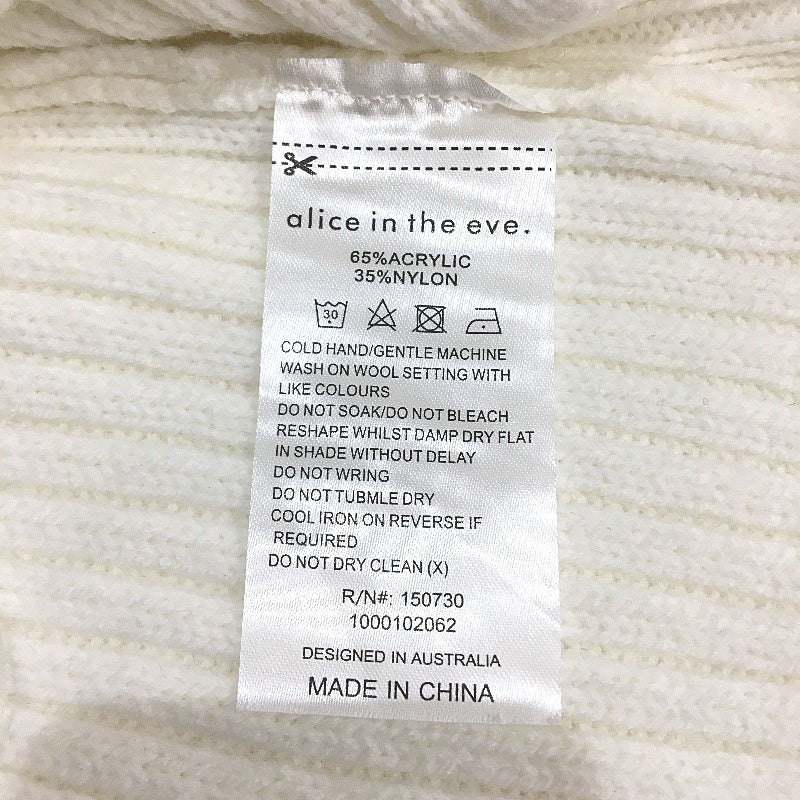 alice in the eve.
65%ACRYLIC
35%NYLON
30
COLD HAND/GENTLE MACHINE
WASH ON WOOL SETTING WITH
LIKE COLOURS
DO NOT SOAK/DO NOT BLEACH
RESHAPE WHILST DAMP DRY FLAT
IN SHADE WITHOUT DELAY
DO NOT WRING
DO NOT TUBMLE DRY
COOL IRON ON REVERSE IF
REQUIRED
DO NOT DRY CLEAN (X)
R/N#: 150730
1000102062
DESIGNED IN AUSTRALIA
MADE IN CHINA